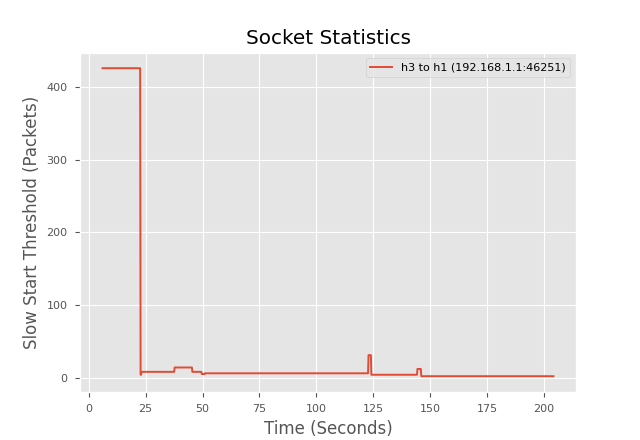 Socket Statistics
h3 to h1 (192.168.1.1:46251)
Slow Start Threshold (Packets)
400
300
200
100
0
0 25 50 75 100 125 150 175 200
Time (Seconds)